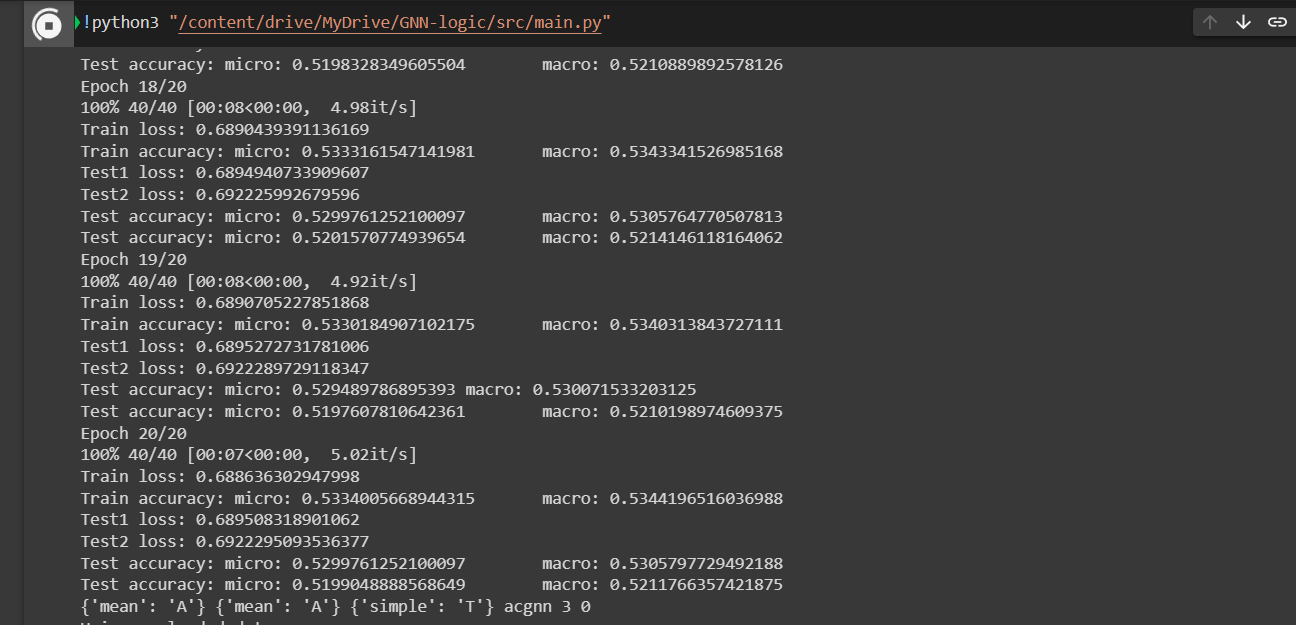 !python3 "/content/drive/MyDrive/GNN-logic/src/main.py"
Test accuracy: micro: 0.5198328349605504 macro: 0.5210889892578126
Epoch 18/20
100% 40/40 [00:08<00:00, 4.98it/s]
Train loss: 0.6890439391136169
Train accuracy: micro: 0.5333161547141981 macro: 0.5343341526985168
Test1 loss: 0.6894940733909607
Test2 loss: 0.692225992679596
Test accuracy: micro: 0.5299761252100097 macro: 0.5305764770507813
Test accuracy: micro: 0.5201570774939654 macro: 0.5214146118164062
Epoch 19/20
100% 40/40 [00:08<00:00, 4.92it/s]
Train loss: 0.6890705227851868
Train accuracy: micro: 0.5330184907102175 macro: 0.5340313843727111
Test1 loss: 0.6895272731781006
Test2 loss: 0.6922289729118347
Test accuracy: micro: 0.529489786895393 macro: 0.530071533203125
Test accuracy: micro: 0.5197607810642361 macro: 0.5210198974609375
Epoch 20/20
100% 40/40 [00:07<00:00, 5.02it/s]
Train loss: 0.688636302947998
Train accuracy: micro: 0.5334005668944315 macro: 0.5344196516036988
Test1 loss: 0.689508318901062
Test2 loss: 0.6922295093536377
Test accuracy: micro: 0.5299761252100097 macro: 0.5305797729492188
Test accuracy: micro: 0.5199048888568649 macro: 0.5211766357421875
{'mean': 'A'} {'mean': 'A'} {'simple': 'T'} acgnn 3 0